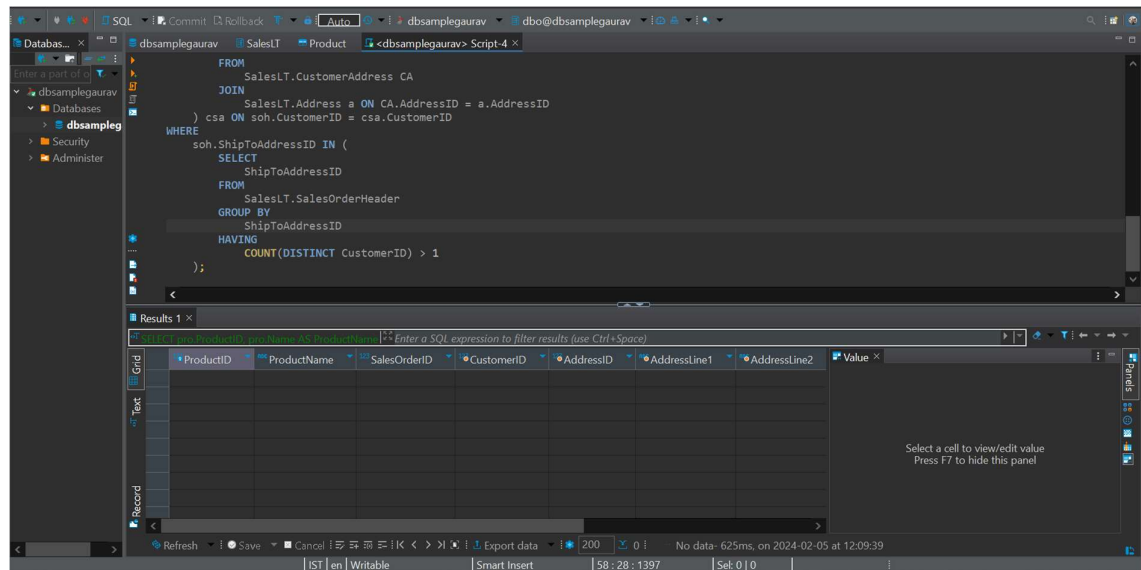 SQL Commit Rollback T Auto dbsamplegaurav dbo@dbsamplegaurav
Databas... × dbsamplegaurav SalesLT Product <dbsamplegaurav> Script-4 ×
Enter a part of o
dbsamplegaurav
Databases
dbsampleg
Security
Administer
FROM
SalesLT.CustomerAddress CA
JOIN
SalesLT.Address a ON CA.AddressID = a.AddressID
) csa ON soh.CustomerID = csa.CustomerID
WHERE
soh.ShipToAddressID IN (
SELECT
ShipToAddressID
FROM
SalesLT.SalesOrderHeader
GROUP BY
ShipToAddressID
HAVING
COUNT(DISTINCT CustomerID) > 1
);
Results 1 ×
SELECT pro.ProductID, pro.Name AS ProductName Enter a SQL expression to filter results (use Ctrl+Space)
Grid
Text
Record
ProductID ProductName SalesOrderID CustomerID AddressID AddressLine1 AddressLine2
Value ×
Panels
Select a cell to view/edit value
Press F7 to hide this panel
Refresh Save Cancel Export data 200 0 No data- 625ms, on 2024-02-05 at 12:09:39
IST en Writable Smart Insert 58 : 28 : 1397 Sel: 0 | 0